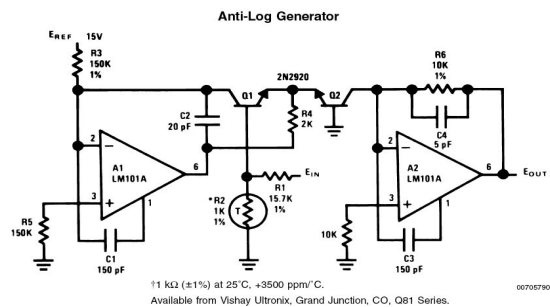 Anti-Log Generator
EREF 15V
R3
150K
1%
2N2920
Q1
Q2
R6
10K
1%
C2
20 pF
R4
2K
C4
5 pF
2
A1
LM101A
6
3
1
2
A2
LM101A
6
EOUT
3
1
EIN
R1
15.7K
1%
*R2
1K
1%
T
R5
150K
10K
C1
150 pF
C3
150 pF
†1 kΩ (±1%) at 25°C, +3500 ppm/°C.
Available from Vishay Ultronix, Grand Junction, CO, Q81 Series.
00705790